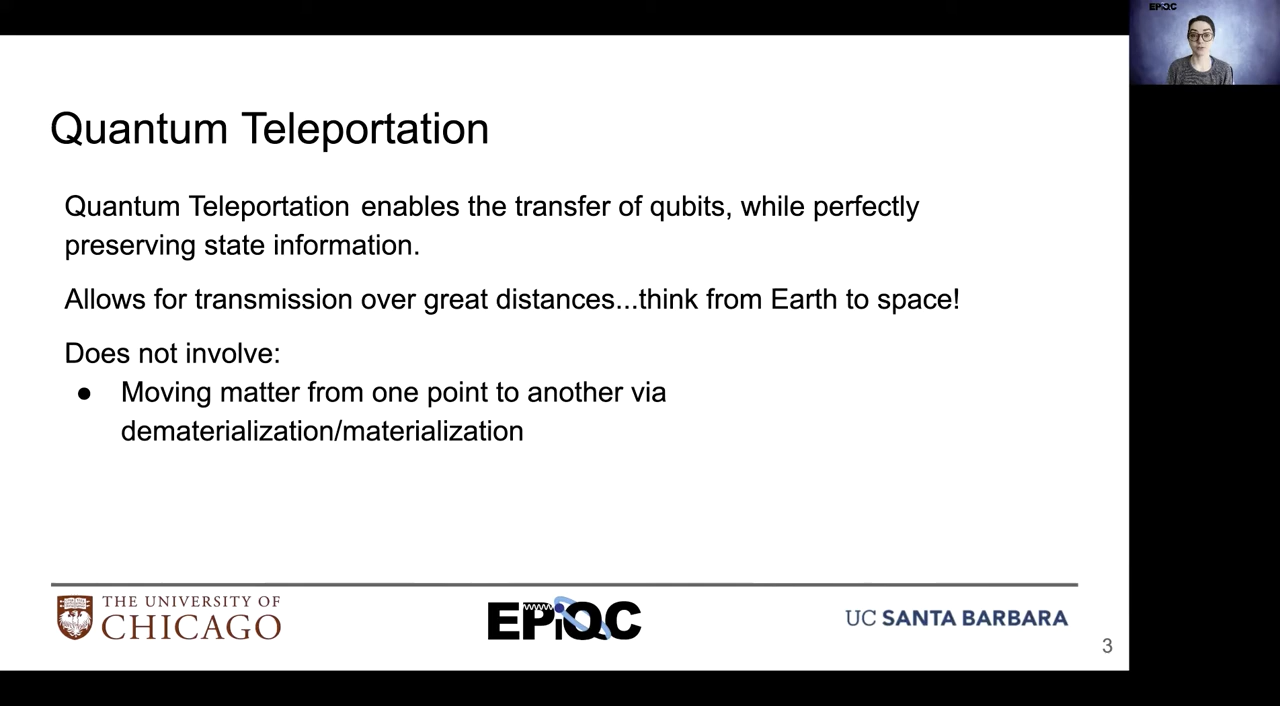 EPiQC
Quantum Teleportation
Quantum Teleportation enables the transfer of qubits, while perfectly
preserving state information.
Allows for transmission over great distances...think from Earth to space!
Does not involve:
● Moving matter from one point to another via
dematerialization/materialization
THE UNIVERSITY OF
CHICAGO
EPiQC
UC SANTA BARBARA
3